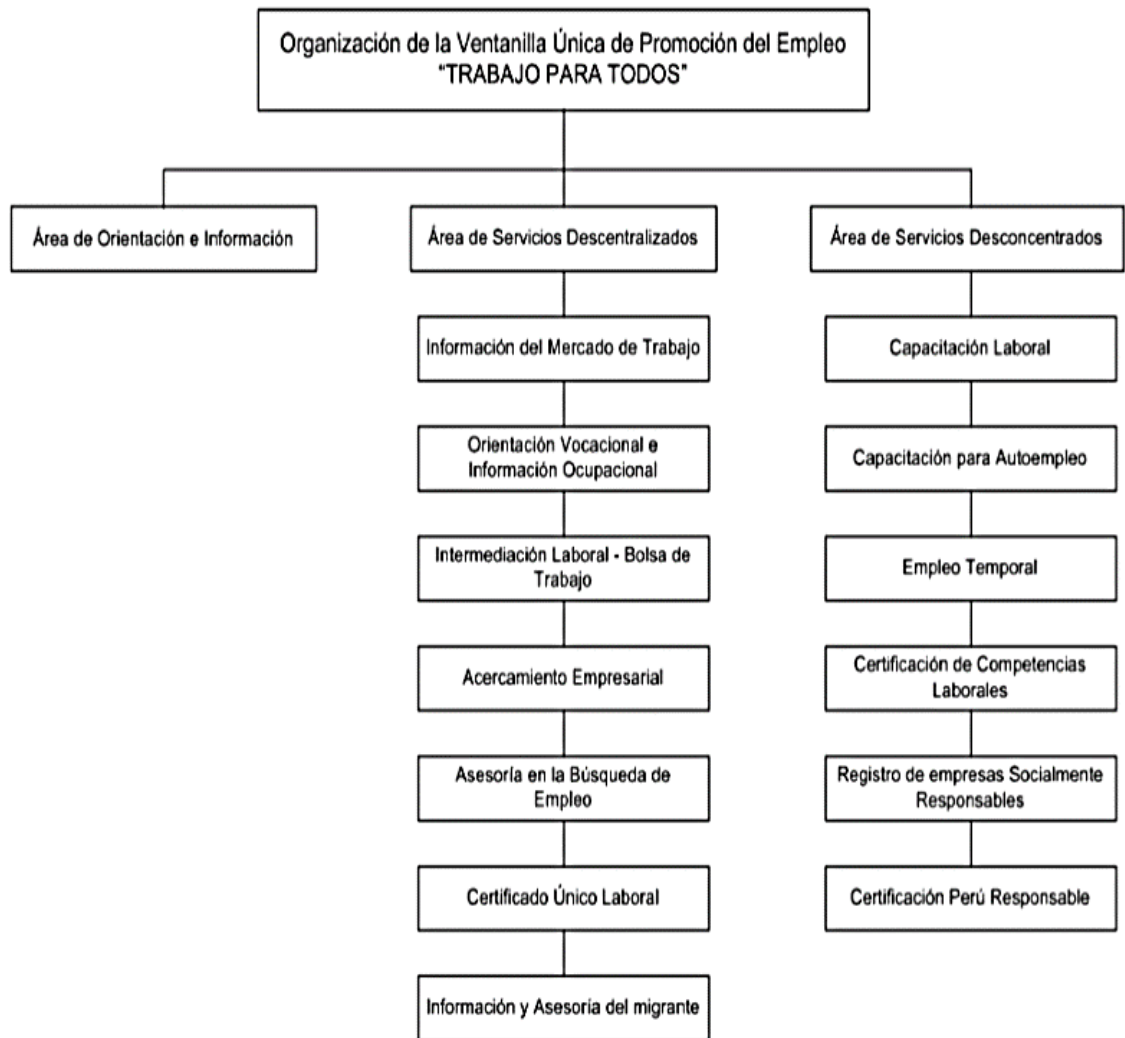 Organización de la Ventanilla Única de Promoción del Empleo
“TRABAJO PARA TODOS”
Área de Orientación e Información
Área de Servicios Descentralizados
Área de Servicios Desconcentrados
Información del Mercado de Trabajo
Capacitación Laboral
Orientación Vocacional e
Información Ocupacional
Capacitación para Autoempleo
Intermediación Laboral - Bolsa de
Trabajo
Empleo Temporal
Acercamiento Empresarial
Certificación de Competencias
Laborales
Asesoría en la Búsqueda de
Empleo
Registro de empresas Socialmente
Responsables
Certificado Único Laboral
Certificación Perú Responsable
Información y Asesoría del migrante